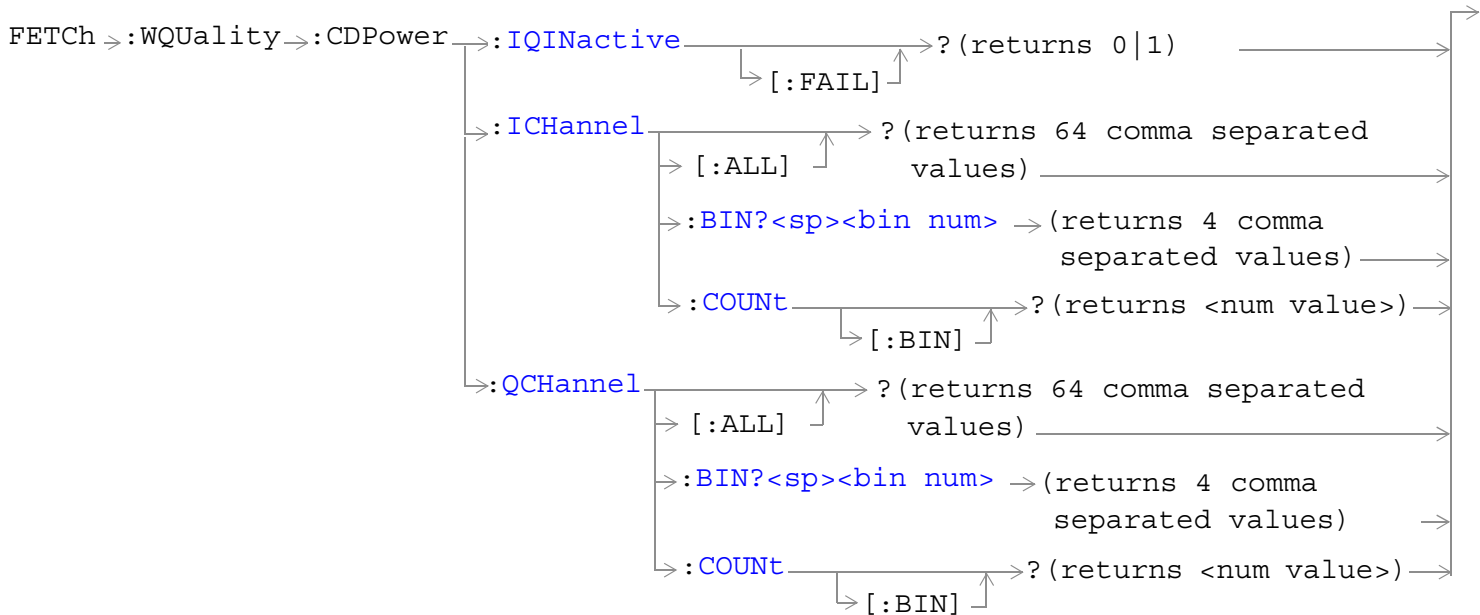 FETCh :WQUality :CDPower :IQINactive ?(returns 0|1)
[:FAIL]
:ICHannel ?(returns 64 comma separated
[:ALL] values)
:BIN?<sp><bin num> (returns 4 comma
separated values)
:COUNt ?(returns <num value>)
[:BIN]
:QCHannel ?(returns 64 comma separated
[:ALL] values)
:BIN?<sp><bin num> (returns 4 comma
separated values)
:COUNt ?(returns <num value>)
[:BIN]